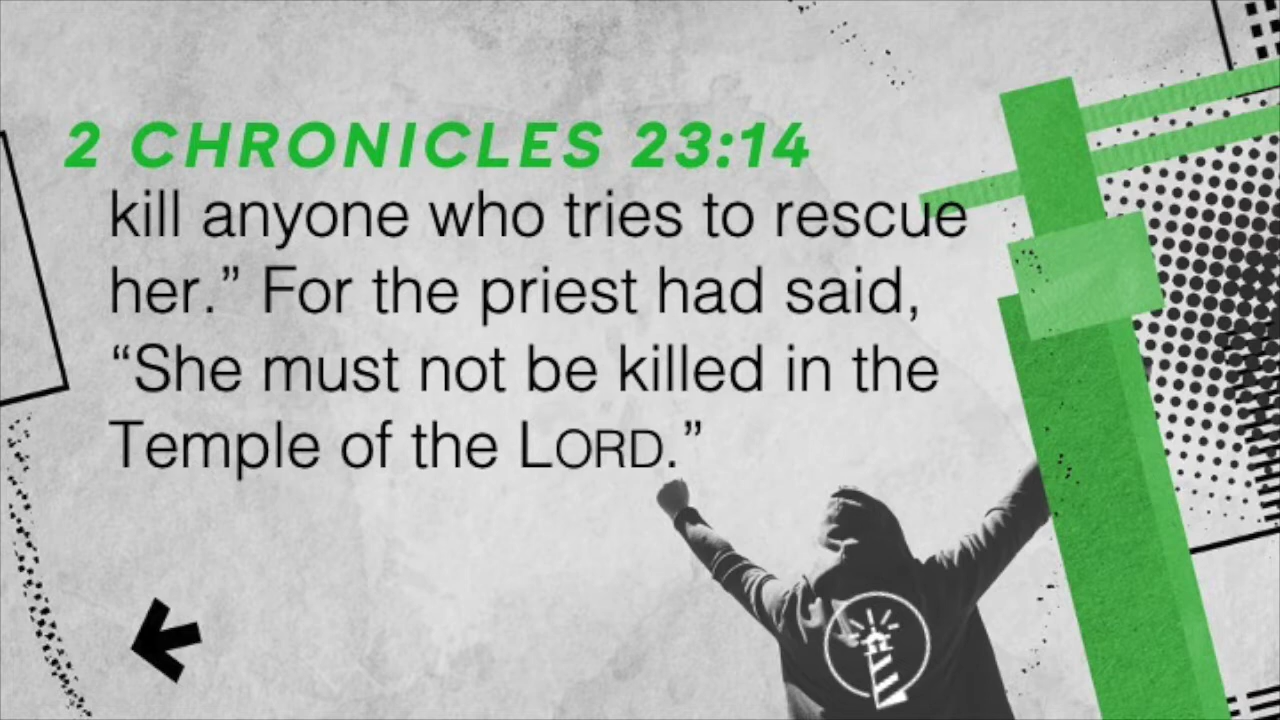 2 CHRONICLES 23:14
kill anyone who tries to rescue
her.” For the priest had said,
“She must not be killed in the
Temple of the LORD.”